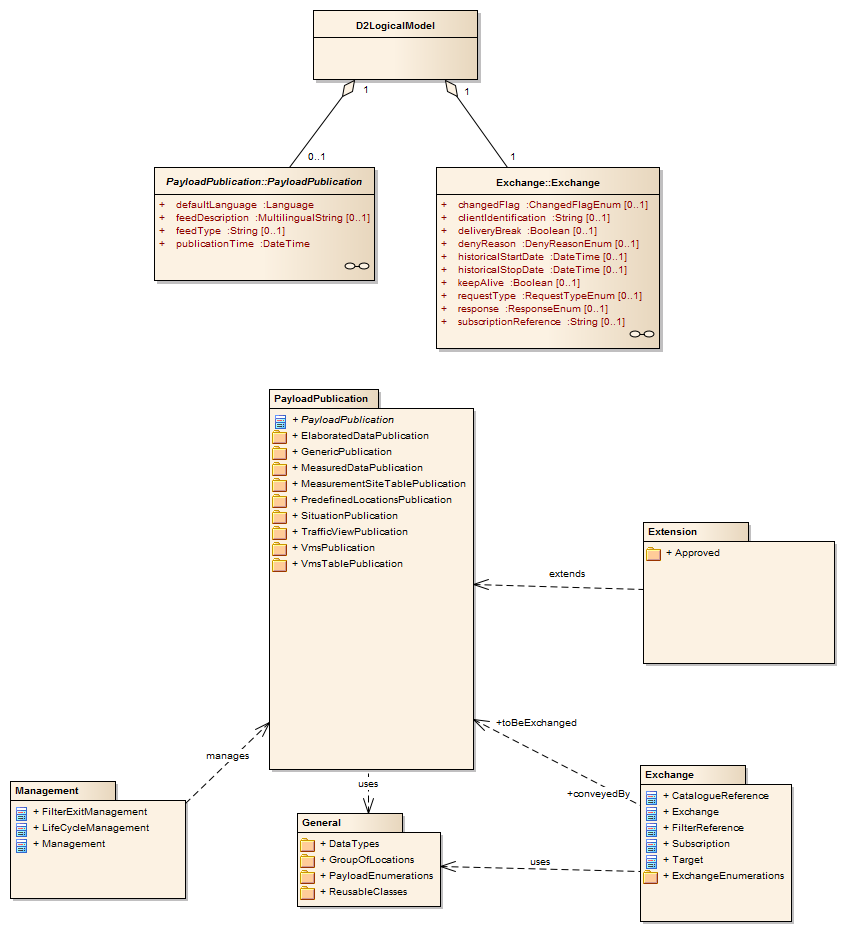 D2LogicalModel
1
1
0..1
1
PayloadPublication::PayloadPublication
+ defaultLanguage :Language
+ feedDescription :MultilingualString [0..1]
+ feedType :String [0..1]
+ publicationTime :DateTime
Exchange::Exchange
+ changedFlag :ChangedFlagEnum [0..1]
+ clientIdentification :String [0..1]
+ deliveryBreak :Boolean [0..1]
+ denyReason :DenyReasonEnum [0..1]
+ historicalStartDate :DateTime [0..1]
+ historicalStopDate :DateTime [0..1]
+ keepAlive :Boolean [0..1]
+ requestType :RequestTypeEnum [0..1]
+ response :ResponseEnum [0..1]
+ subscriptionReference :String [0..1]
PayloadPublication
+ PayloadPublication
+ ElaboratedDataPublication
+ GenericPublication
+ MeasuredDataPublication
+ MeasurementSiteTablePublication
+ PredefinedLocationsPublication
+ SituationPublication
+ TrafficViewPublication
+ VmsPublication
+ VmsTablePublication
Extension
+ Approved
extends
+toBeExchanged
+conveyedBy
manages
uses
Management
+ FilterExitManagement
+ LifeCycleManagement
+ Management
General
+ DataTypes
+ GroupOfLocations
+ PayloadEnumerations
+ ReusableClasses
uses
Exchange
+ CatalogueReference
+ Exchange
+ FilterReference
+ Subscription
+ Target
+ ExchangeEnumerations